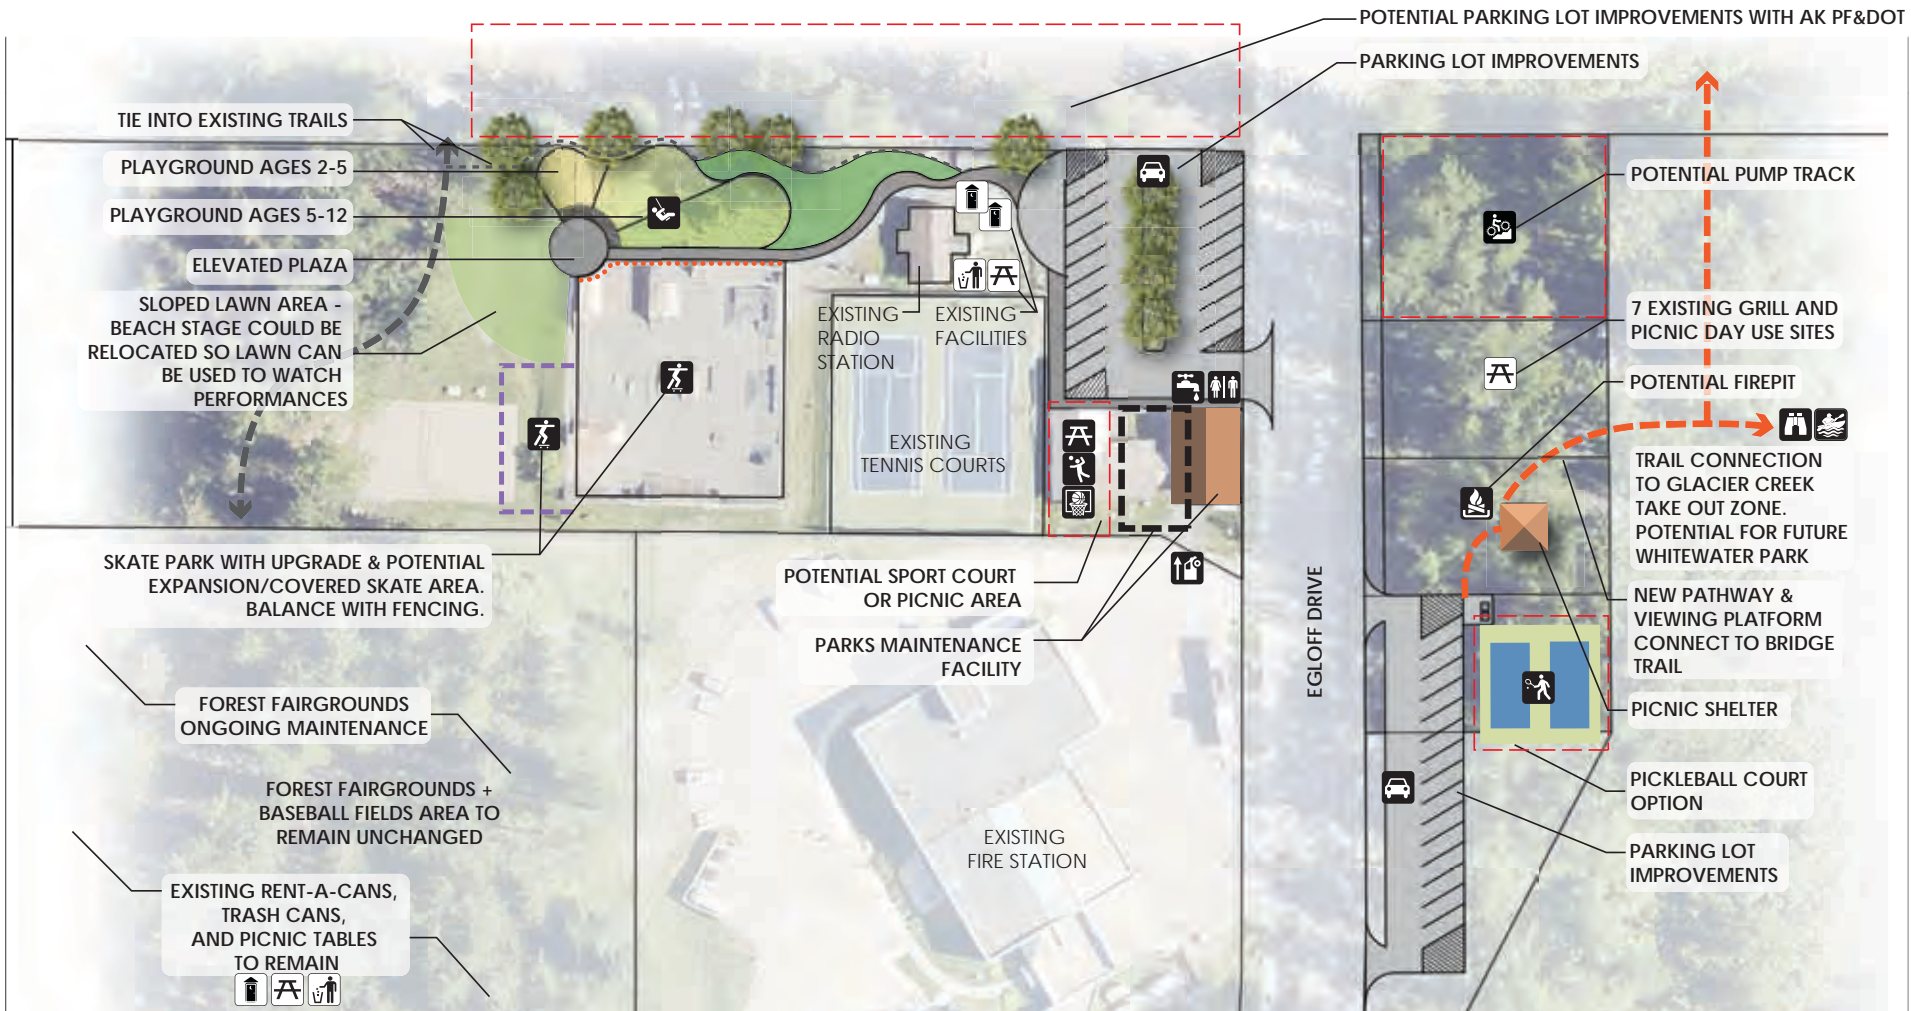 POTENTIAL PARKING LOT IMPROVEMENTS WITH AK PF&DOT
PARKING LOT IMPROVEMENTS
TIE INTO EXISTING TRAILS
PLAYGROUND AGES 2-5
PLAYGROUND AGES 5-12
ELEVATED PLAZA
SLOPED LAWN AREA -
BEACH STAGE COULD BE
RELOCATED SO LAWN CAN
BE USED TO WATCH
PERFORMANCES
EXISTING
RADIO
STATION
EXISTING
FACILITIES
EXISTING
TENNIS COURTS
SKATE PARK WITH UPGRADE & POTENTIAL
EXPANSION/COVERED SKATE AREA.
BALANCE WITH FENCING.
POTENTIAL SPORT COURT
OR PICNIC AREA
PARKS MAINTENANCE
FACILITY
FOREST FAIRGROUNDS
ONGOING MAINTENANCE
FOREST FAIRGROUNDS +
BASEBALL FIELDS AREA TO
REMAIN UNCHANGED
EXISTING RENT-A-CANS,
TRASH CANS,
AND PICNIC TABLES
TO REMAIN
EXISTING
FIRE STATION
EGLOFF DRIVE
POTENTIAL PUMP TRACK
7 EXISTING GRILL AND
PICNIC DAY USE SITES
POTENTIAL FIREPIT
TRAIL CONNECTION
TO GLACIER CREEK
TAKE OUT ZONE.
POTENTIAL FOR FUTURE
WHITEWATER PARK
NEW PATHWAY &
VIEWING PLATFORM
CONNECT TO BRIDGE
TRAIL
PICNIC SHELTER
PICKLEBALL COURT
OPTION
PARKING LOT
IMPROVEMENTS